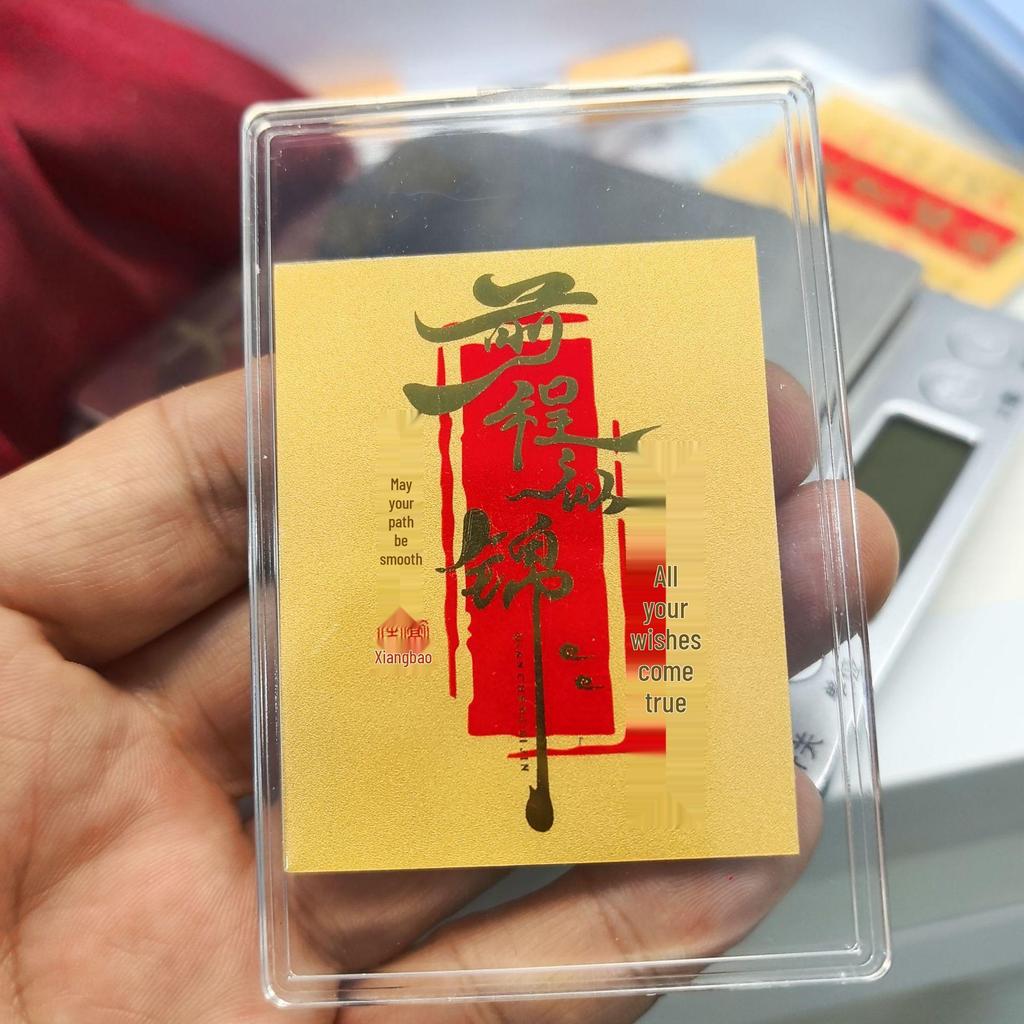 前程似锦
May
your
path
be
smooth
Xiangbao
All
your
wishes
come
true